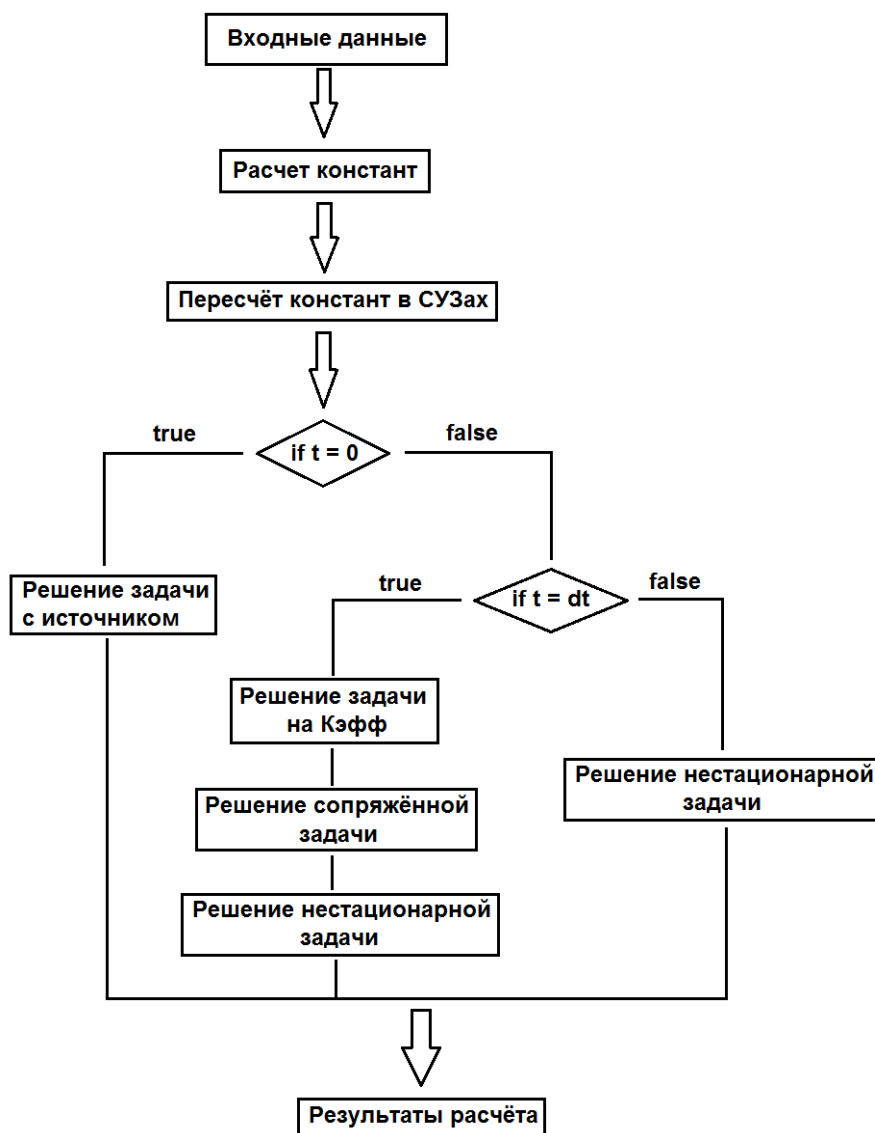 Входные данные
Расчет констант
Пересчёт констант в СУЗах
true
false
if t = 0
Решение задачи
с источником
true
false
if t = dt
Решение задачи
на Кэфф
Решение нестационарной
задачи
Решение сопряжённой
задачи
Решение нестационарной
задачи
Результаты расчёта